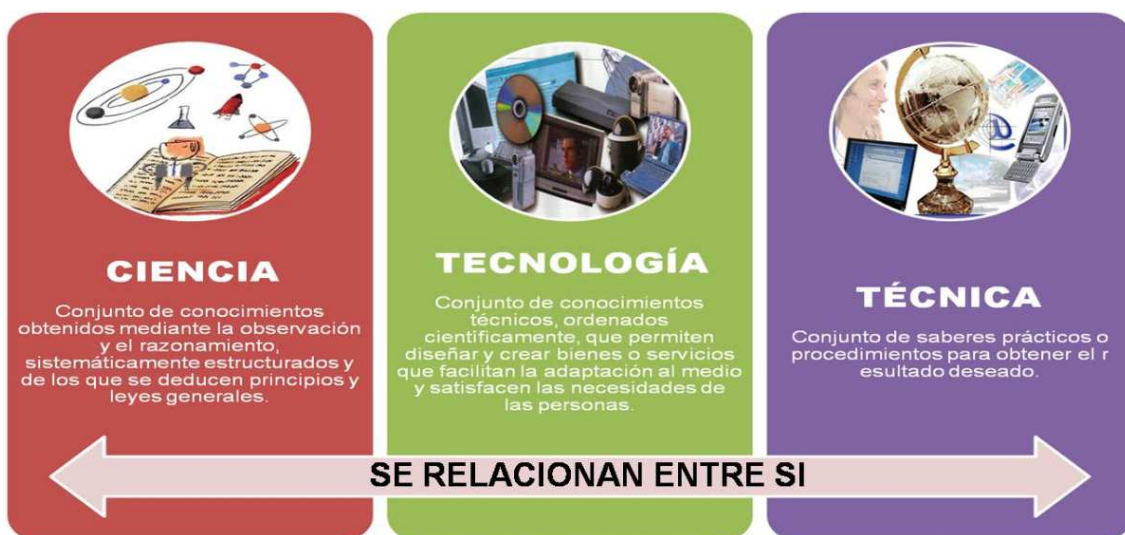 CIENCIA
Conjunto de conocimientos
obtenidos mediante la observación
y el razonamiento,
sistemáticamente estructurados y
de los que se deducen principios y
leyes generales.
TECNOLOGÍA
Conjunto de conocimientos
técnicos, ordenados
científicamente, que permiten
diseñar y crear bienes o servicios
que facilitan la adaptación al medio
y satisfacen las necesidades de
las personas.
TÉCNICA
Conjunto de saberes prácticos o
procedimientos para obtener el r
esultado deseado.
SE RELACIONAN ENTRE SI